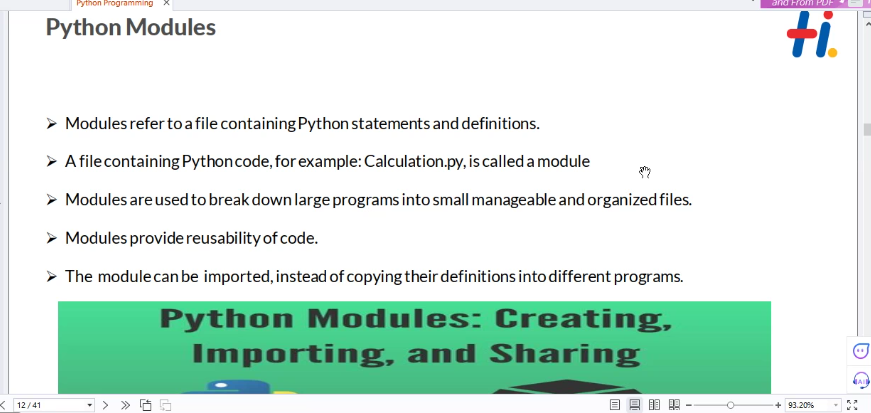 Python Programming
and From PDF
Python Modules
Hi.
➢ Modules refer to a file containing Python statements and definitions.
➢ A file containing Python code, for example: Calculation.py, is called a module
➢ Modules are used to break down large programs into small manageable and organized files.
➢ Modules provide reusability of code.
➢ The module can be imported, instead of copying their definitions into different programs.
Python Modules: Creating,
Importing, and Sharing
12 / 41
93.20%